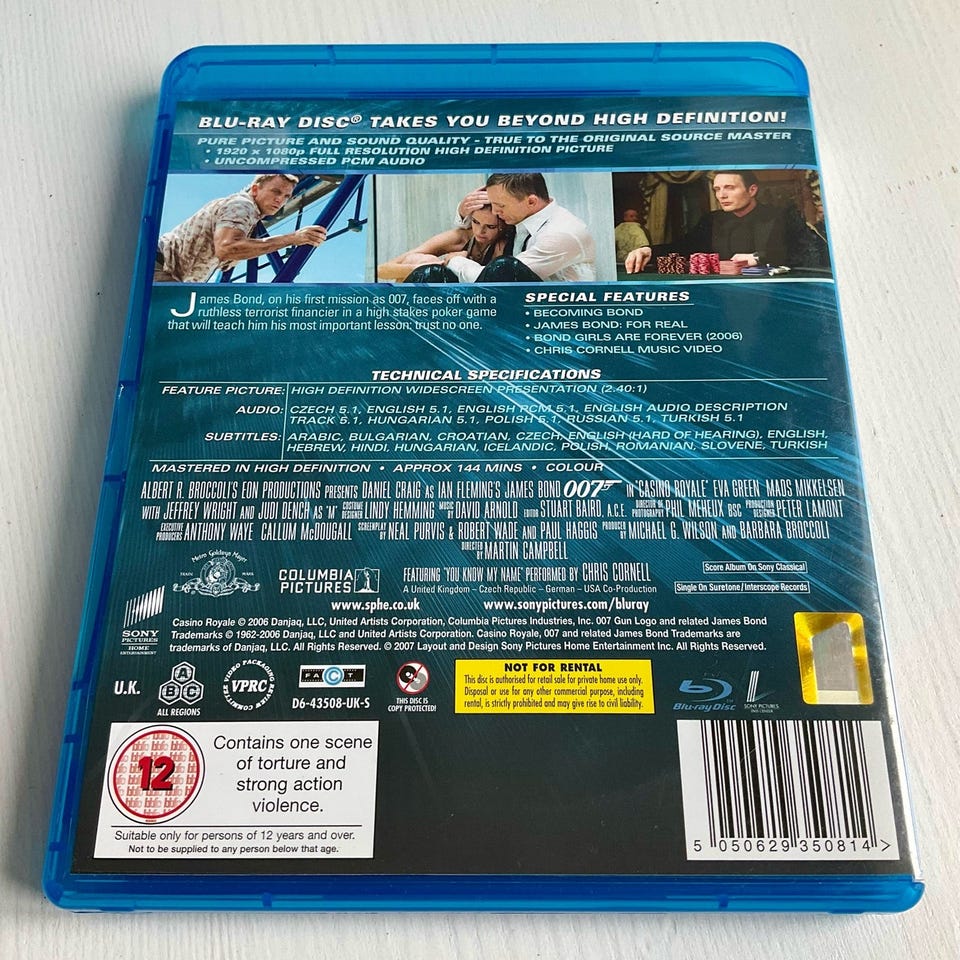 BLU-RAY DISC® TAKES YOU BEYOND HIGH DEFINITION!
PURE PICTURE AND SOUND QUALITY - TRUE TO THE ORIGINAL SOURCE MASTER
• 1920 x 1080p FULL RESOLUTION HIGH DEFINITION PICTURE
• UNCOMPRESSED PCM AUDIO
James Bond, on his first mission as 007, faces off with a
ruthless terrorist financier in a high stakes poker game
that will teach him his most important lesson: trust no one.
SPECIAL FEATURES
• BECOMING BOND
• JAMES BOND: FOR REAL
• BOND GIRLS ARE FOREVER (2006)
• CHRIS CORNELL MUSIC VIDEO
TECHNICAL SPECIFICATIONS
FEATURE PICTURE: HIGH DEFINITION WIDESCREEN PRESENTATION (2.40:1)
AUDIO: CZECH 5.1, ENGLISH 5.1, ENGLISH PCM 5.1, ENGLISH AUDIO DESCRIPTION
TRACK 5.1, HUNGARIAN 5.1, POLISH 5.1, RUSSIAN 5.1, TURKISH 5.1
SUBTITLES: ARABIC, BULGARIAN, CROATIAN, CZECH, ENGLISH (HARD OF HEARING), ENGLISH,
HEBREW, HINDI, HUNGARIAN, ICELANDIC, POLISH, ROMANIAN, SLOVENE, TURKISH
MASTERED IN HIGH DEFINITION • APPROX 144 MINS • COLOUR
ALBERT R. BROCCOLI'S EON PRODUCTIONS PRESENTS DANIEL CRAIG AS IAN FLEMING'S JAMES BOND 007 IN "CASINO ROYALE" EVA GREEN MADS MIKKELSEN
WITH JEFFREY WRIGHT AND JUDI DENCH AS "M" COSTUME DESIGNER LINDY HEMMING MUSIC BY DAVID ARNOLD EDITOR STUART BAIRD, A.C.E. DIRECTOR OF PHOTOGRAPHY PHIL MEHEUX BSC PRODUCTION DESIGNER PETER LAMONT
EXECUTIVE PRODUCERS ANTHONY WAYE CALLUM McDOUGALL SCREENPLAY BY NEAL PURVIS & ROBERT WADE AND PAUL HAGGIS PRODUCED BY MICHAEL G. WILSON AND BARBARA BROCCOLI
DIRECTED BY MARTIN CAMPBELL
Metro Goldwyn Mayer
TRADE MARK
COLUMBIA
PICTURES
FEATURING "YOU KNOW MY NAME" PERFORMED BY CHRIS CORNELL
A United Kingdom – Czech Republic – German – USA Co-Production
Score Album On Sony Classical
Single On Suretone/Interscope Records
www.sphe.co.uk
www.sonypictures.com/bluray
SONY
PICTURES
HOME
ENTERTAINMENT
Casino Royale © 2006 Danjaq, LLC, United Artists Corporation, Columbia Pictures Industries, Inc. 007 Gun Logo and related James Bond
Trademarks © 1962-2006 Danjaq, LLC and United Artists Corporation. Casino Royale, 007 and related James Bond Trademarks are
trademarks of Danjaq, LLC. All Rights Reserved. © 2007 Layout and Design Sony Pictures Home Entertainment Inc. All Rights Reserved.
U.K.
A
B
C
ALL REGIONS
VIDEO PACKAGING REVIEW COMMITTEE
VPRC
FACT
D6-43508-UK-S
THIS DISC IS
COPY PROTECTED!
NOT FOR RENTAL
This disc is authorised for retail sale for private home use only.
Disposal or use for any other commercial purpose, including
rental, is strictly prohibited and may give rise to civil liability.
Blu-ray Disc
SONY PICTURES
12
bbfc
Contains one scene
of torture and
strong action
violence.
Suitable only for persons of 12 years and over.
Not to be supplied to any person below that age.
5 050629 350814 >